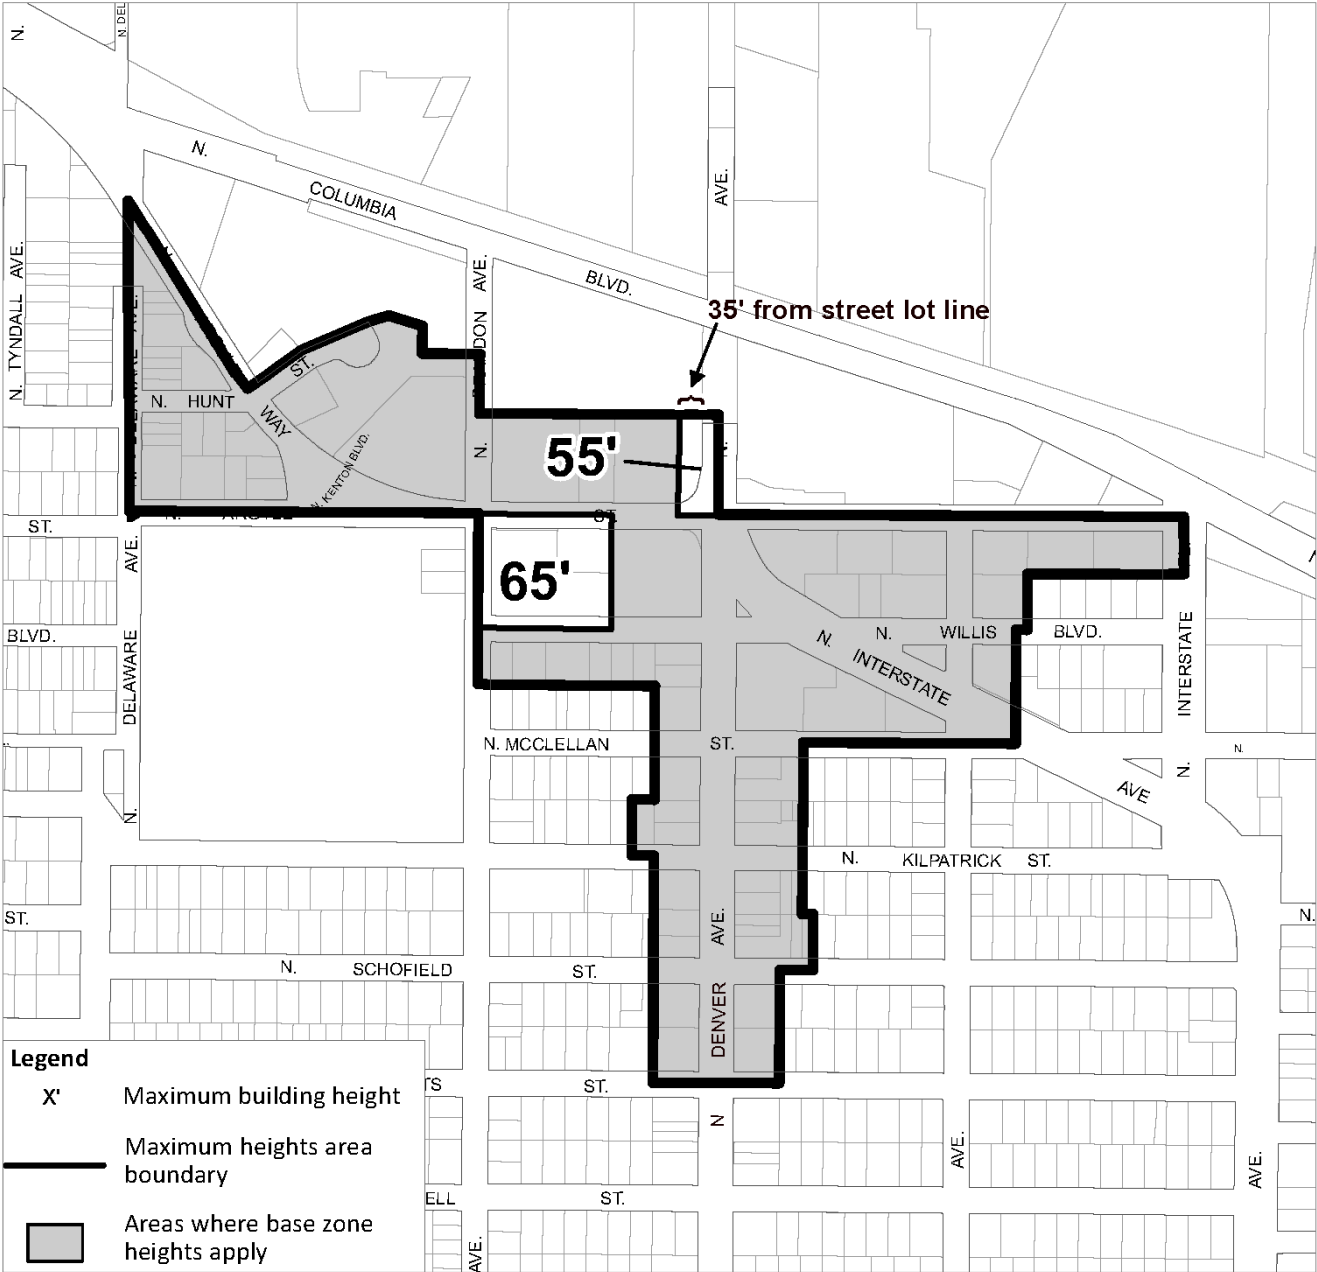 N.
N. DEL
N.
COLUMBIA
BLVD.
AVE.
N. TYNDALL AVE.
AVE.
35' from street lot line
ST.
N. HUNT
WAY
N. KENTON BLVD.
N.
55'
N.
ST.
ST.
AVE.
65'
BLVD.
DELAWARE
N.
N.
INTERSTATE
N. WILLIS BLVD.
INTERSTATE
N.
N. MCCLELLAN ST.
N.
AVE
N. KILPATRICK ST.
ST.
N.
AVE.
N. SCHOFIELD ST.
DENVER
ST.
N
AVE.
AVE.
ELL ST.
AVE.
Legend
X' Maximum building height
Maximum heights area
boundary
Areas where base zone
heights apply